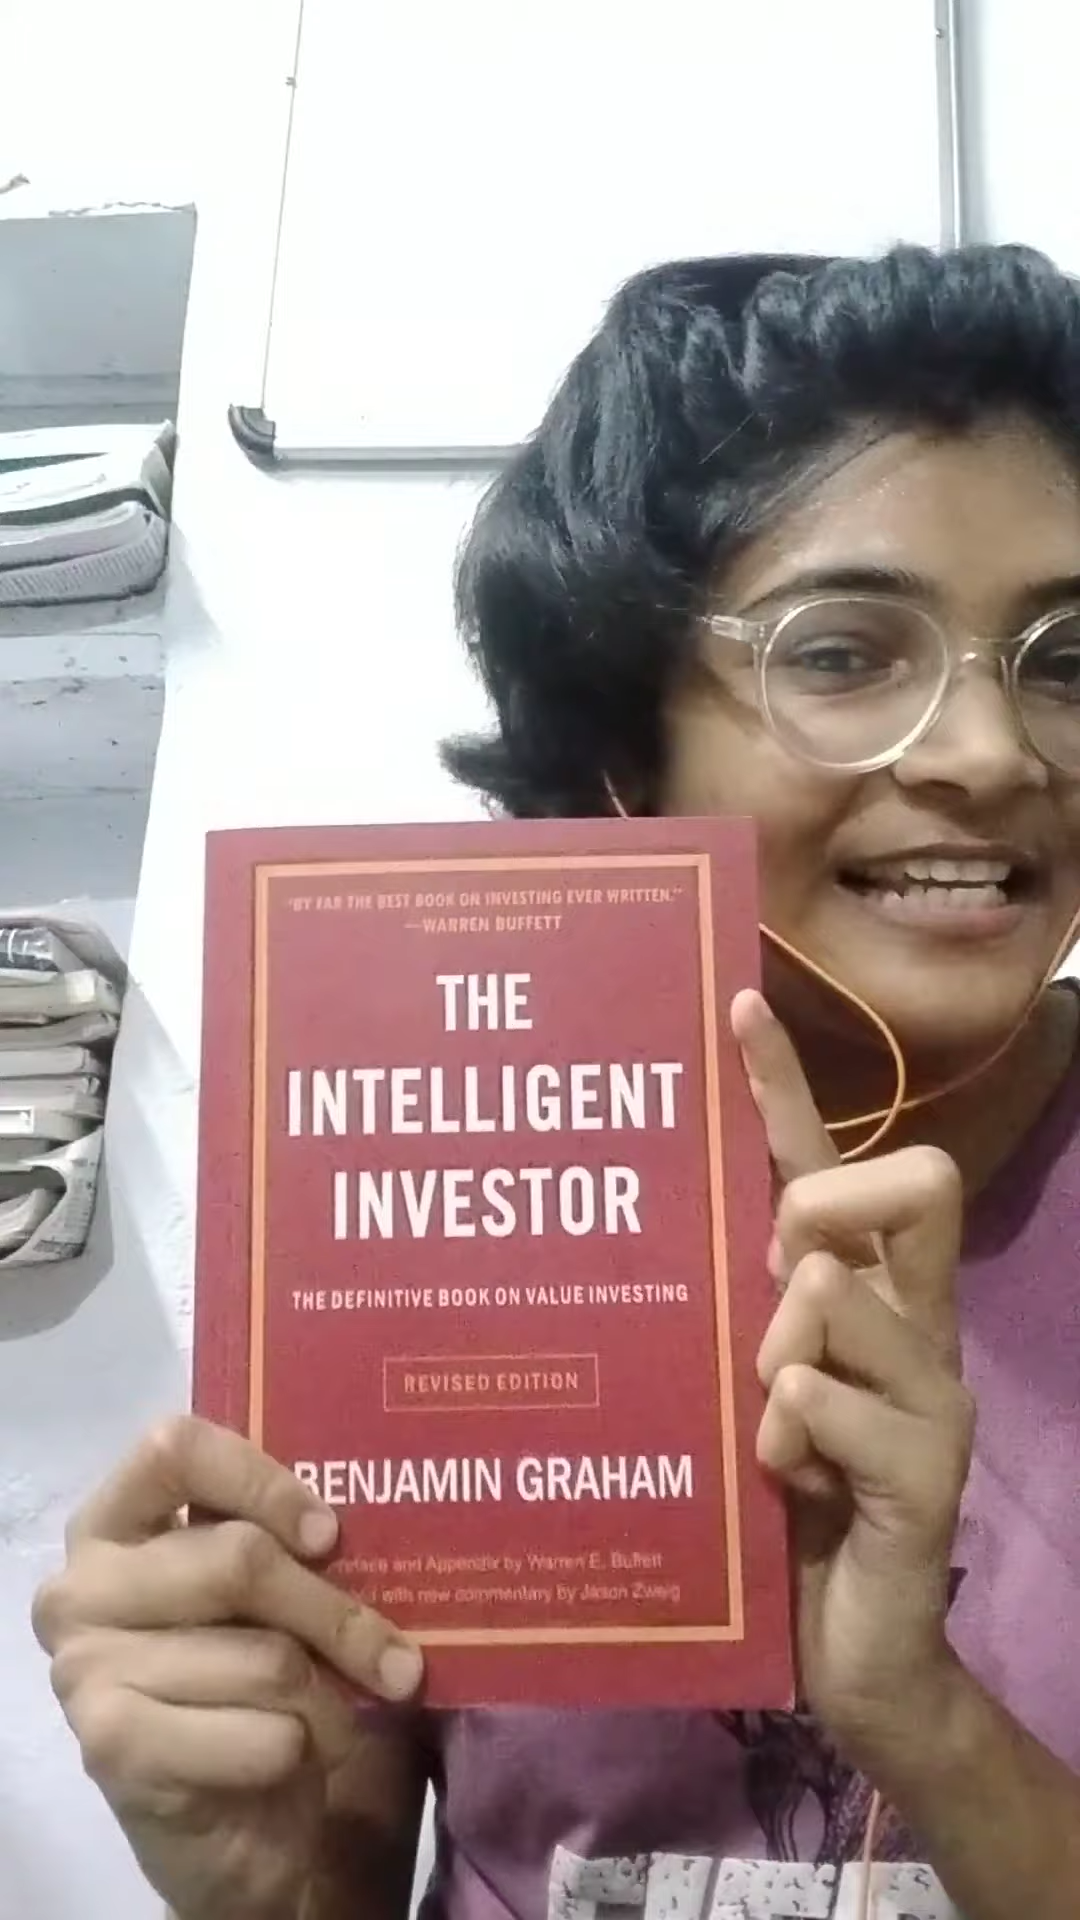 "BY FAR THE BEST BOOK ON INVESTING EVER WRITTEN."
—WARREN BUFFETT
THE
INTELLIGENT
INVESTOR
THE DEFINITIVE BOOK ON VALUE INVESTING
REVISED EDITION
BENJAMIN GRAHAM
and Appendix by Warren E. Buffett
with new commentary by Jason Zweig